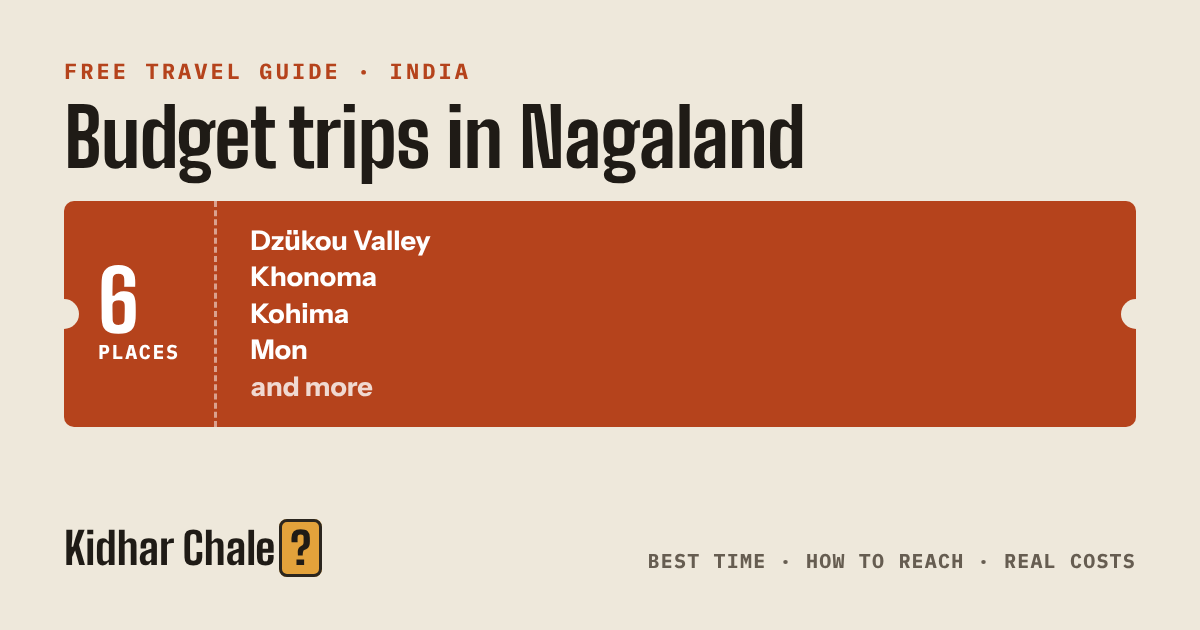 FREE TRAVEL GUIDE · INDIA
Budget trips in Nagaland
6
PLACES
Dzükou Valley
Khonoma
Kohima
Mon
and more
Kidhar Chale ?
BEST TIME · HOW TO REACH · REAL COSTS